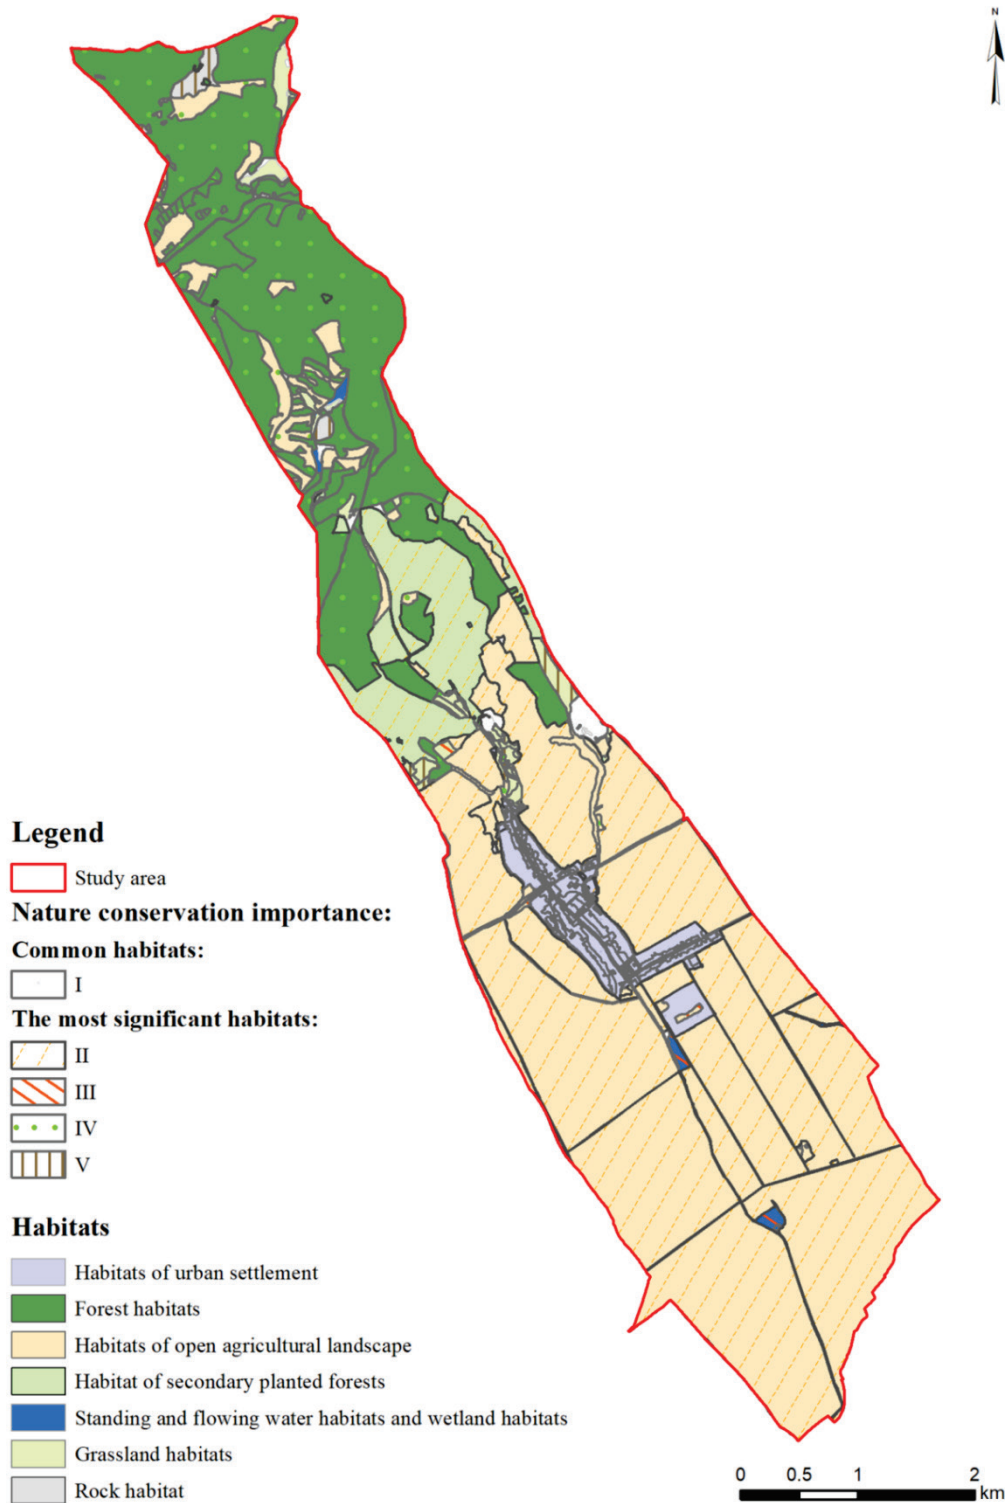 N
Legend
Study area
Nature conservation importance:
Common habitats:
I
The most significant habitats:
II
III
IV
V
Habitats
Habitats of urban settlement
Forest habitats
Habitats of open agricultural landscape
Habitat of secondary planted forests
Standing and flowing water habitats and wetland habitats
Grassland habitats
Rock habitat
0 0.5 1 2
km